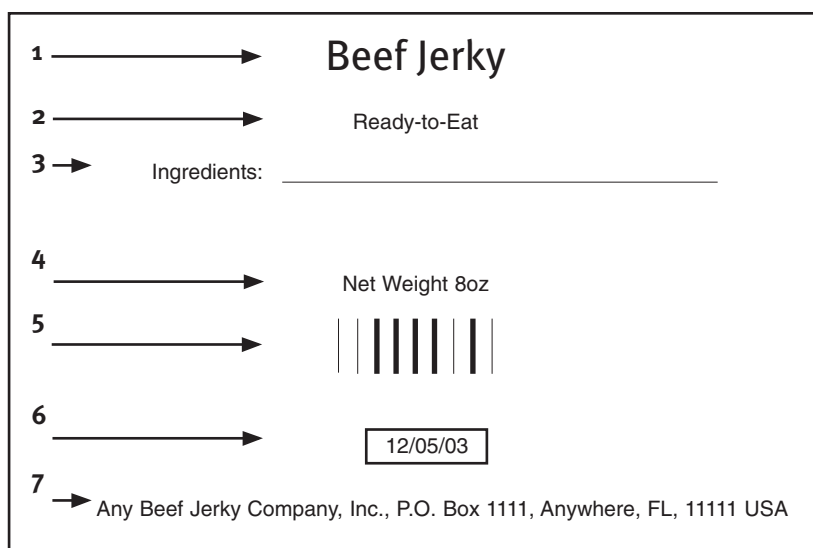 1 Beef Jerky
2 Ready-to-Eat
3 Ingredients:
4
Net Weight 8oz
5
6
12/05/03
7
Any Beef Jerky Company, Inc., P.O. Box 1111, Anywhere, FL, 11111 USA